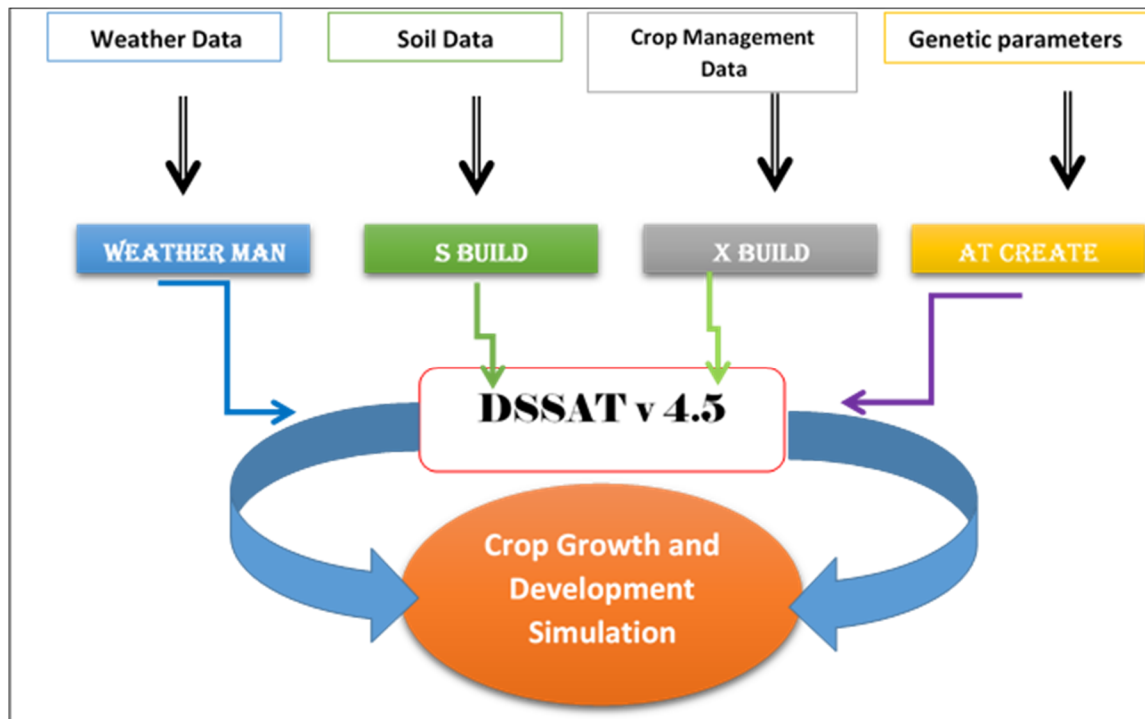 Weather Data
Soil Data
Crop Management
Data
Genetic parameters
WEATHER MAN
S BUILD
X BUILD
AT CREATE
DSSAT v 4.5
Crop Growth and
Development
Simulation